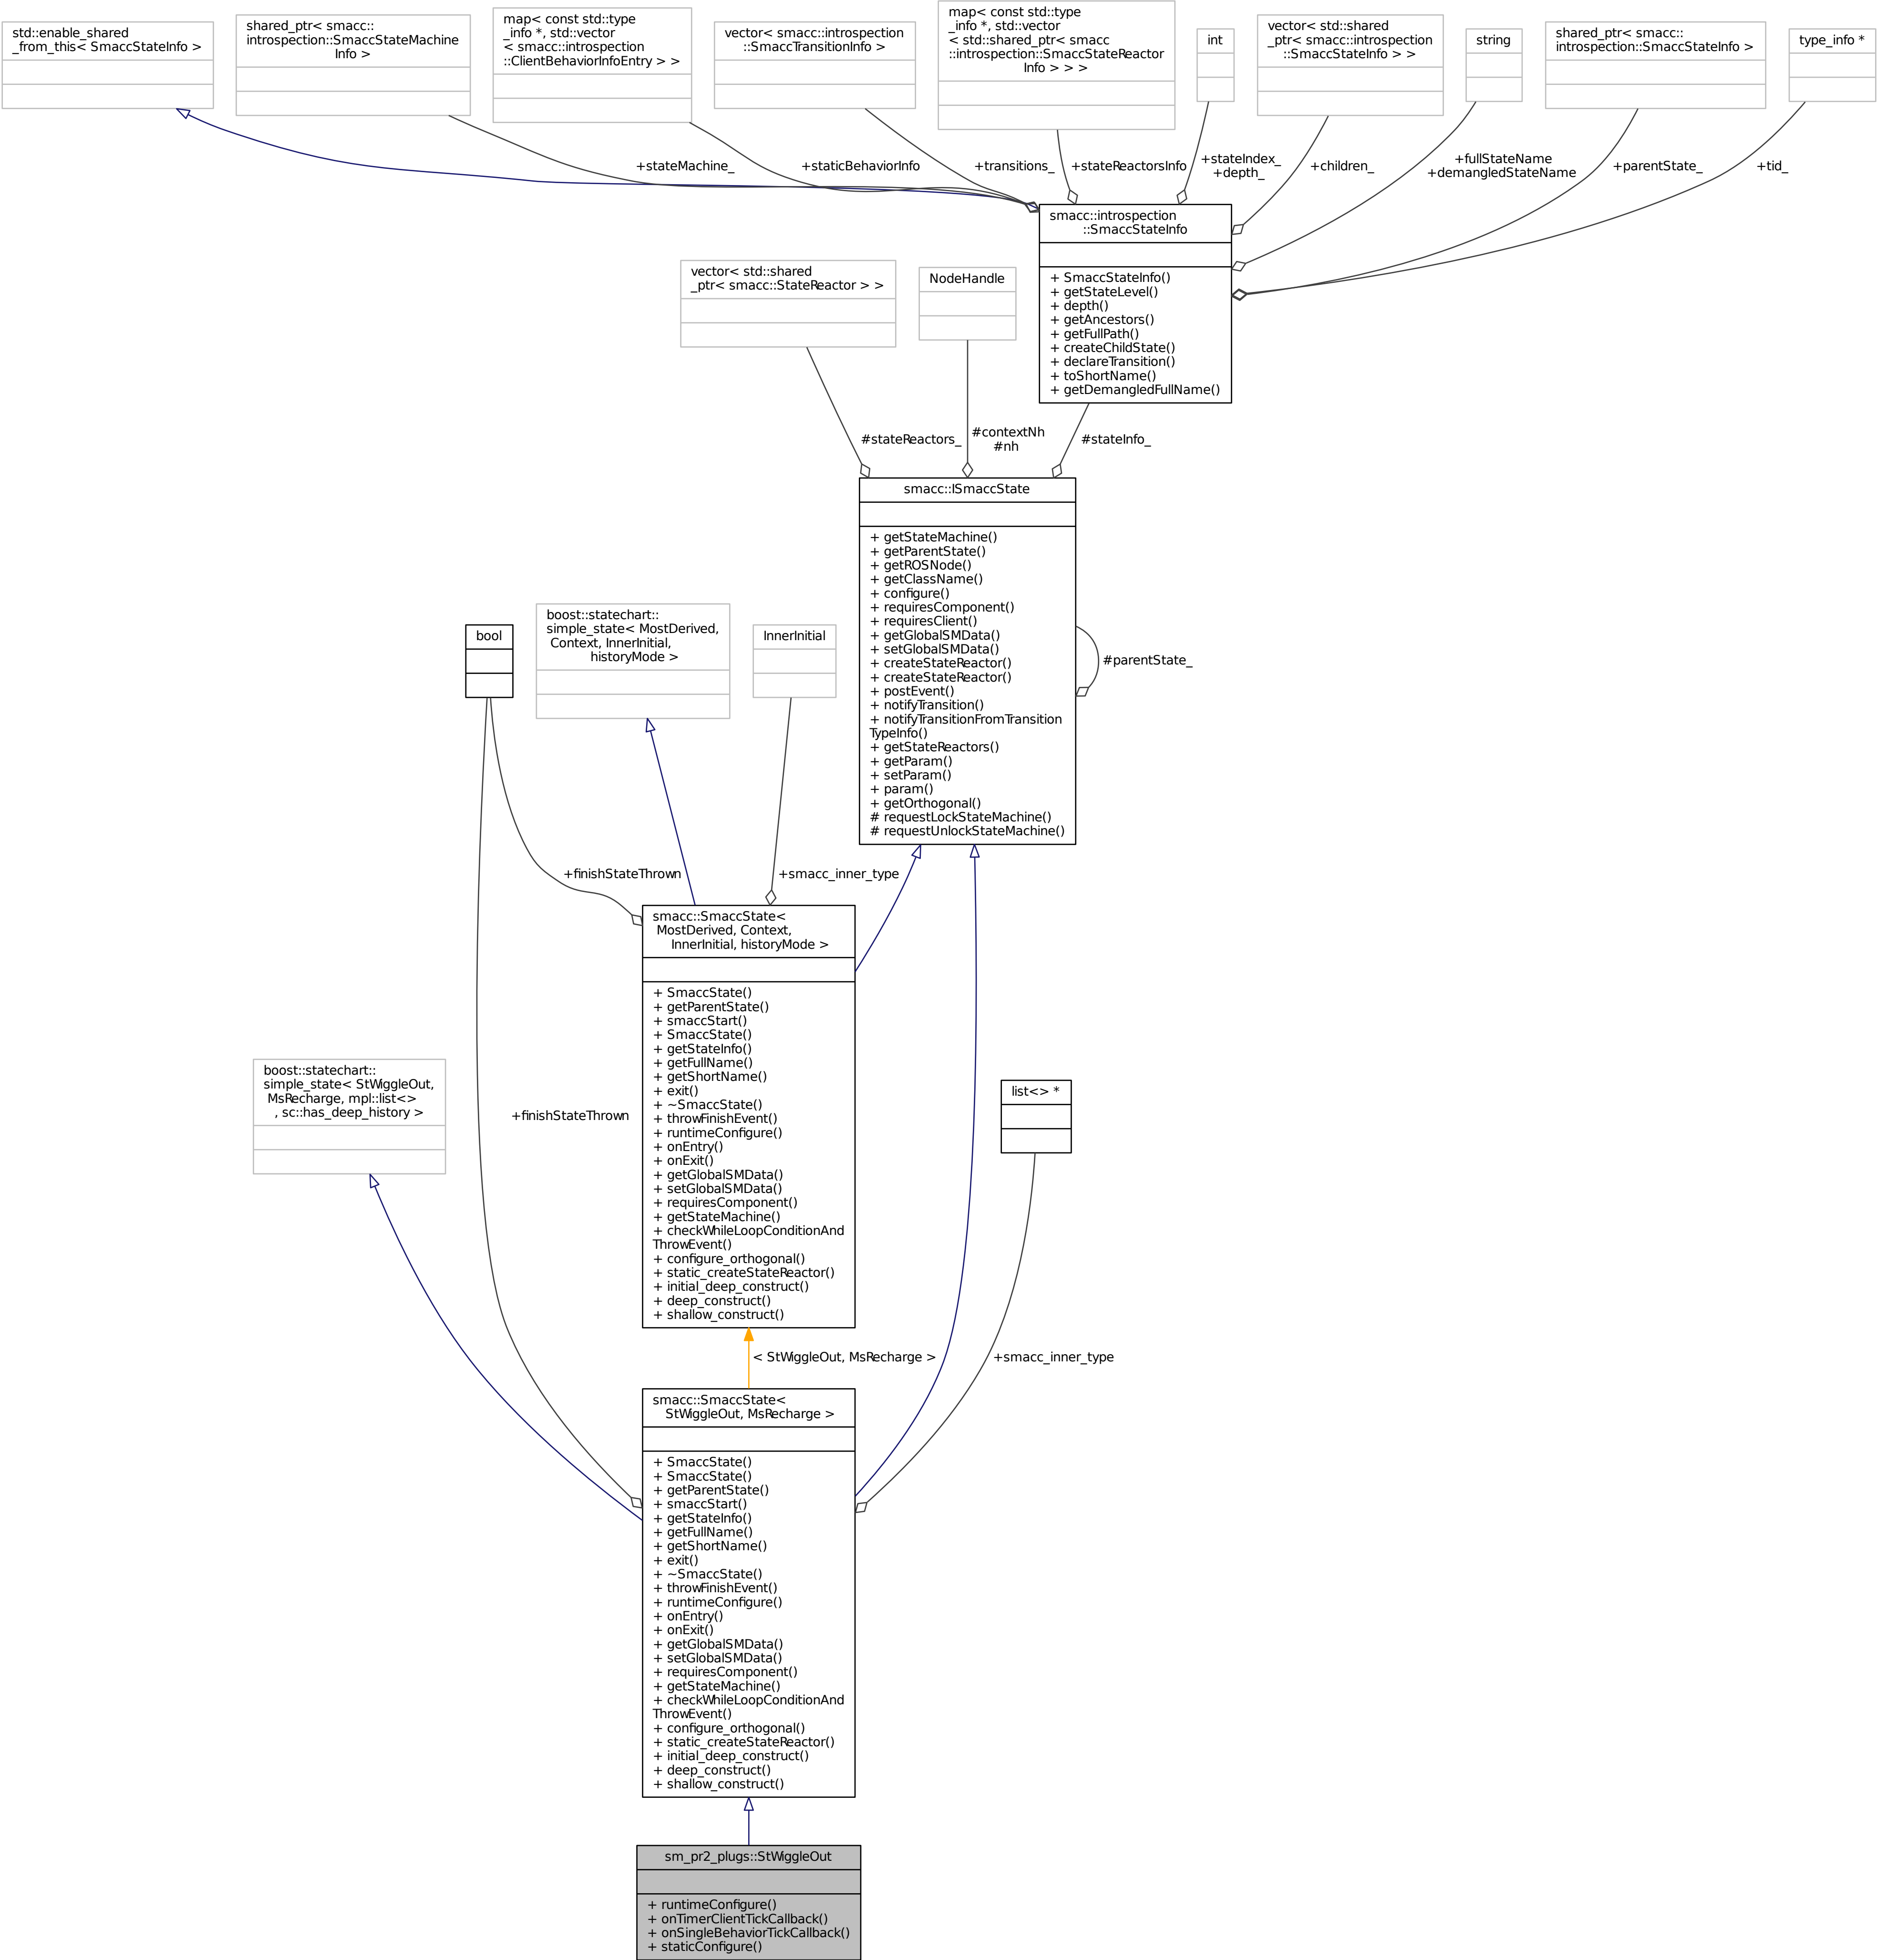 std::enable_shared
_from_this< SmaccStateInfo >
shared_ptr< smacc::
introspection::SmaccStateMachine
Info >
map< const std::type
_info *, std::vector
< smacc::introspection
::ClientBehaviorInfoEntry > >
vector< smacc::introspection
::SmaccTransitionInfo >
map< const std::type
_info *, std::vector
< std::shared_ptr< smacc
::introspection::SmaccStateReactor
Info > > >
int
vector< std::shared
_ptr< smacc::introspection
::SmaccStateInfo > >
string
shared_ptr< smacc::
introspection::SmaccStateInfo >
type_info *
+stateMachine_
+staticBehaviorInfo
+transitions_
+stateReactorsInfo
+stateIndex_
+depth_
+children_
+fullStateName
+demangledStateName
+parentState_
+tid_
smacc::introspection
::SmaccStateInfo
+ SmaccStateInfo()
+ getStateLevel()
+ depth()
+ getAncestors()
+ getFullPath()
+ createChildState()
+ declareTransition()
+ toShortName()
+ getDemangledFullName()
vector< std::shared
_ptr< smacc::StateReactor > >
NodeHandle
#stateReactors_
#contextNh
#nh
#stateInfo_
smacc::ISmaccState
+ getStateMachine()
+ getParentState()
+ getROSNode()
+ getClassName()
+ configure()
+ requiresComponent()
+ requiresClient()
+ getGlobalSMData()
+ setGlobalSMData()
+ createStateReactor()
+ createStateReactor()
+ postEvent()
+ notifyTransition()
+ notifyTransitionFromTransition
TypeInfo()
+ getStateReactors()
+ getParam()
+ setParam()
+ param()
+ getOrthogonal()
# requestLockStateMachine()
# requestUnlockStateMachine()
#parentState_
bool
boost::statechart::
simple_state< MostDerived,
Context, InnerInitial,
historyMode >
InnerInitial
+finishStateThrown
+smacc_inner_type
smacc::SmaccState<
MostDerived, Context,
InnerInitial, historyMode >
+ SmaccState()
+ getParentState()
+ smaccStart()
+ SmaccState()
+ getStateInfo()
+ getFullName()
+ getShortName()
+ exit()
+ ~SmaccState()
+ throwFinishEvent()
+ runtimeConfigure()
+ onEntry()
+ onExit()
+ getGlobalSMData()
+ setGlobalSMData()
+ requiresComponent()
+ getStateMachine()
+ checkWhileLoopConditionAnd
ThrowEvent()
+ configure_orthogonal()
+ static_createStateReactor()
+ initial_deep_construct()
+ deep_construct()
+ shallow_construct()
boost::statechart::
simple_state< StWiggleOut,
MsRecharge, mpl::list<>
, sc::has_deep_history >
+finishStateThrown
list<> *
< StWiggleOut, MsRecharge >
+smacc_inner_type
smacc::SmaccState<
StWiggleOut, MsRecharge >
+ SmaccState()
+ SmaccState()
+ getParentState()
+ smaccStart()
+ getStateInfo()
+ getFullName()
+ getShortName()
+ exit()
+ ~SmaccState()
+ throwFinishEvent()
+ runtimeConfigure()
+ onEntry()
+ onExit()
+ getGlobalSMData()
+ setGlobalSMData()
+ requiresComponent()
+ getStateMachine()
+ checkWhileLoopConditionAnd
ThrowEvent()
+ configure_orthogonal()
+ static_createStateReactor()
+ initial_deep_construct()
+ deep_construct()
+ shallow_construct()
sm_pr2_plugs::StWiggleOut
+ runtimeConfigure()
+ onTimerClientTickCallback()
+ onSingleBehaviorTickCallback()
+ staticConfigure()